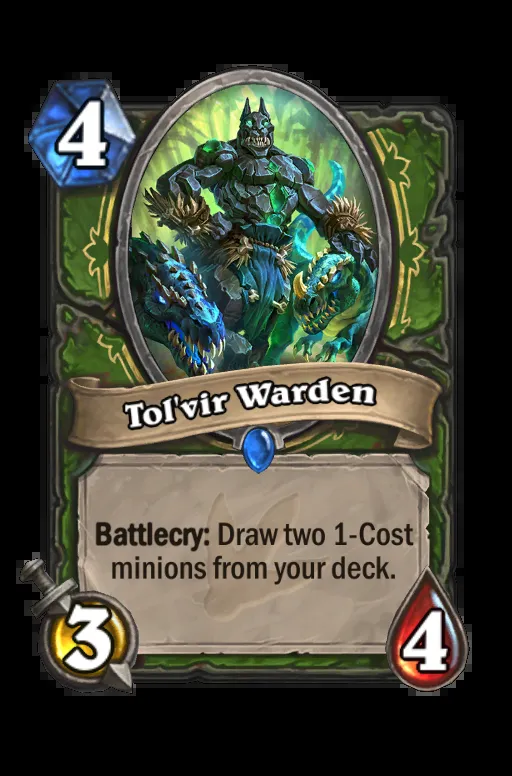 4
Tol'vir Warden
Battlecry: Draw two 1-Cost
minions from your deck.
3
4